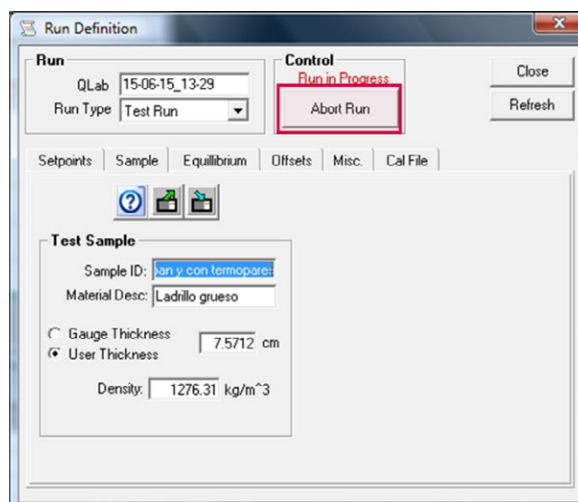 Run Definition
Run
QLab 15-06-15_13-29
Run Type Test Run
Control
Run in Progress
Abort Run
Close
Refresh
Setpoints Sample Equilibrium Offsets Misc. Cal File
Test Sample
Sample ID: pan y con termopares
Material Desc: Ladrillo grueso
Gauge Thickness
User Thickness
7.5712 cm
Density: 1276.31 kg/m^3